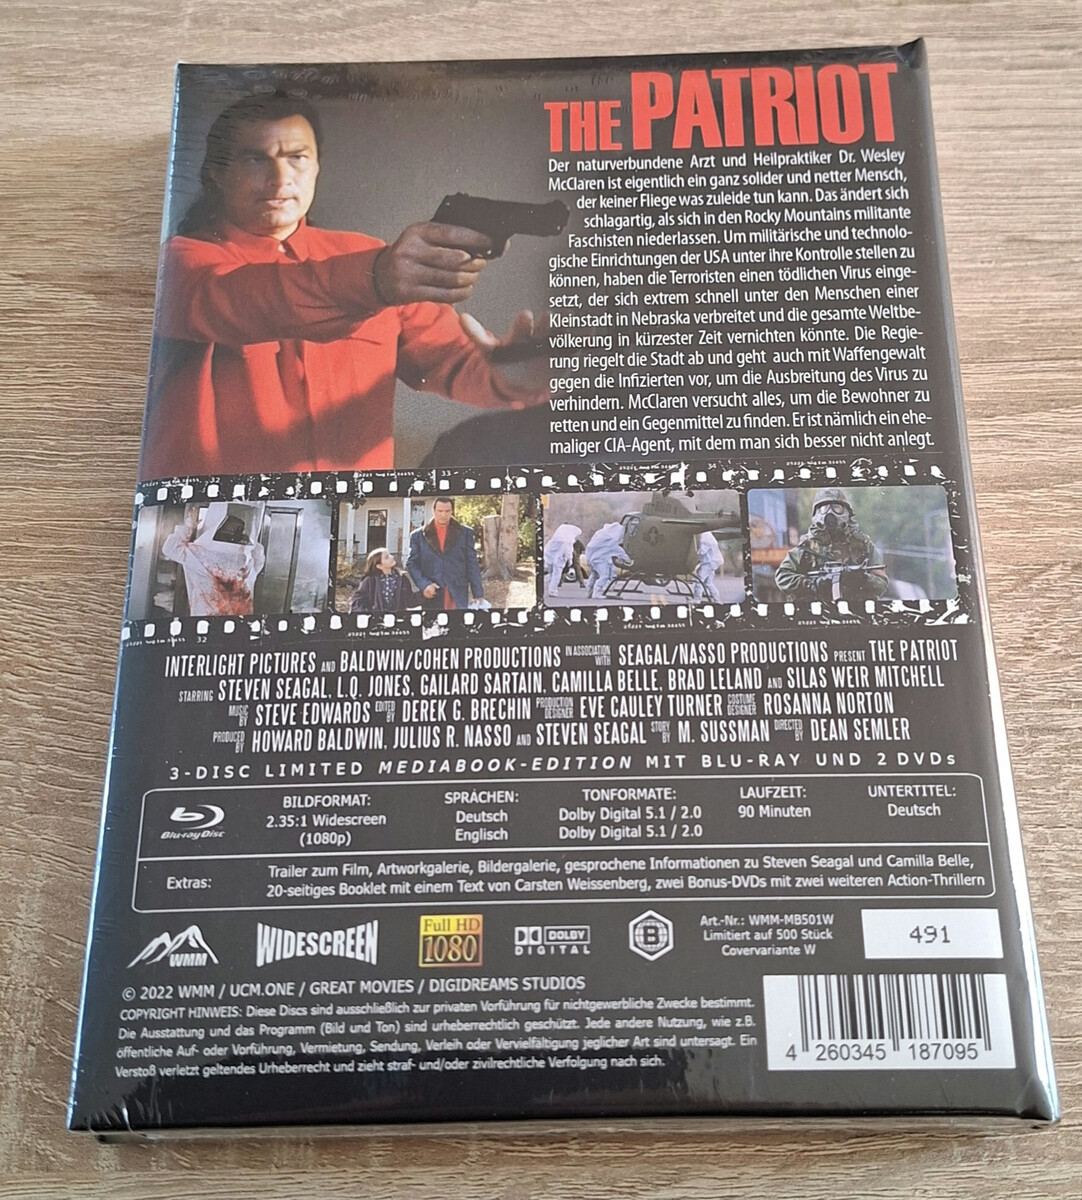 THE PATRIOT
Der naturverbundene Arzt und Heilpraktiker Dr. Wesley
McClaren ist eigentlich ein ganz solider und netter Mensch,
der keiner Fliege was zuleide tun kann. Das ändert sich
schlagartig, als sich in den Rocky Mountains militante
Faschisten niederlassen. Um militärische und technolo-
gische Einrichtungen der USA unter ihre Kontrolle stellen zu
können, haben die Terroristen einen tödlichen Virus einge-
setzt, der sich extrem schnell unter den Menschen einer
Kleinstadt in Nebraska verbreitet und die gesamte Weltbe-
völkerung in kürzester Zeit vernichten könnte. Die Regie-
rung riegelt die Stadt ab und geht auch mit Waffengewalt
gegen die Infizierten vor, um die Ausbreitung des Virus zu
verhindern. McClaren versucht alles, um die Bewohner zu
retten und ein Gegenmittel zu finden. Er ist nämlich ein ehe-
maliger CIA-Agent, mit dem man sich besser nicht anlegt.
32 33 34
32
INTERLIGHT PICTURES AND BALDWIN/COHEN PRODUCTIONS IN ASSOCIATION WITH SEAGAL/NASSO PRODUCTIONS PRESENT THE PATRIOT
STARRING STEVEN SEAGAL, L.Q. JONES, GAILARD SARTAIN, CAMILLA BELLE, BRAD LELAND AND SILAS WEIR MITCHELL
MUSIC BY STEVE EDWARDS EDITED BY DEREK G. BRECHIN PRODUCTION DESIGNER EVE CAULEY TURNER COSTUME DESIGNER ROSANNA NORTON
PRODUCED BY HOWARD BALDWIN, JULIUS R. NASSO AND STEVEN SEAGAL STORY BY M. SUSSMAN DIRECTED BY DEAN SEMLER
3-DISC LIMITED MEDIABOOK-EDITION MIT BLU-RAY UND 2 DVDs
Blu-ray Disc
BILDFORMAT:
2.35:1 Widescreen
(1080p)
SPRÄCHEN:
Deutsch
Englisch
TONFORMATE:
Dolby Digital 5.1 / 2.0
Dolby Digital 5.1 / 2.0
LAUFZEIT:
90 Minuten
UNTERTITEL:
Deutsch
Extras:
Trailer zum Film, Artworkgalerie, Bildergalerie, gesprochene Informationen zu Steven Seagal und Camilla Belle,
20-seitiges Booklet mit einem Text von Carsten Weissenberg, zwei Bonus-DVDs mit zwei weiteren Action-Thrillern
WMM
WIDESCREEN
Full HD
1080
DOLBY
DIGITAL
B
Art.-Nr.: WMM-MB501W
Limitiert auf 500 Stück
Covervariante W
491
© 2022 WMM / UCM.ONE / GREAT MOVIES / DIGIDREAMS STUDIOS
COPYRIGHT HINWEIS: Diese Discs sind ausschließlich zur privaten Vorführung für nichtgewerbliche Zwecke bestimmt.
Die Ausstattung und das Programm (Bild und Ton) sind urheberrechtlich geschützt. Jede andere Nutzung, wie z.B.
öffentliche Auf- oder Vorführung, Vermietung, Sendung, Verleih oder Vervielfältigung jeglicher Art sind untersagt. Ein
Verstoß verletzt geltendes Urheberrecht und zieht straf- und/oder zivilrechtliche Verfolgung nach sich.
4 260345 187095